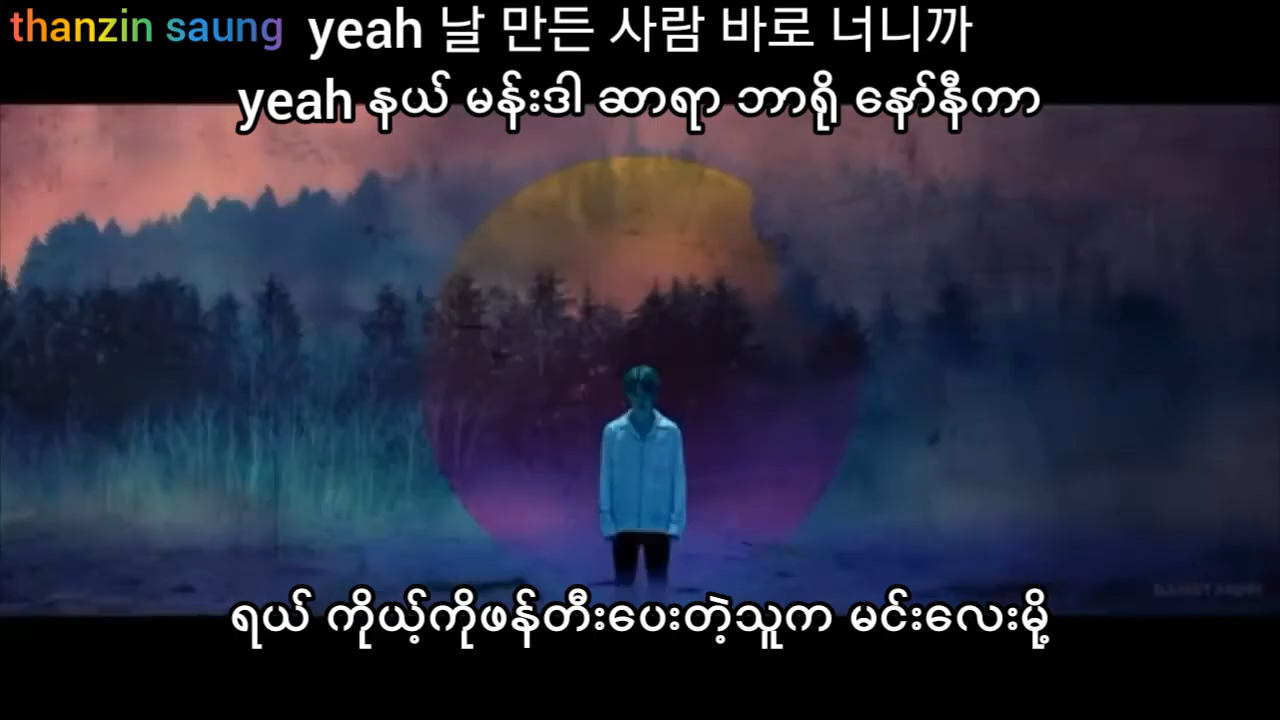 thanzin saung yeah 날 만든 사람 바로 너니까
yeah နယ် မန်းဒါ ဆာရာ ဘာရို နော်နီကာ
ရယ် ကိုယ့်ကိုဖန်တီးပေးတဲ့သူက မင်းလေးမို့